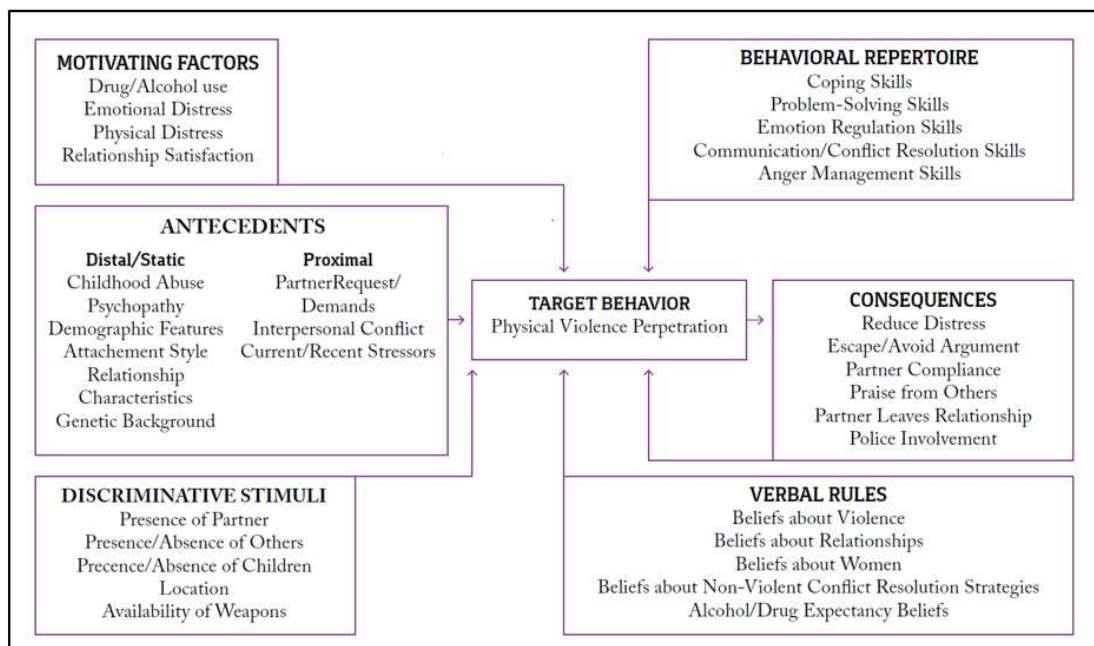 MOTIVATING FACTORS
Drug/Alcohol use
Emotional Distress
Physical Distress
Relationship Satisfaction
BEHAVIORAL REPERTOIRE
Coping Skills
Problem-Solving Skills
Emotion Regulation Skills
Communication/Conflict Resolution Skills
Anger Management Skills
ANTECEDENTS
Distal/Static
Childhood Abuse
Psychopathy
Demographic Features
Attachement Style
Relationship
Characteristics
Genetic Background
Proximal
PartnerRequest/
Demands
Interpersonal Conflict
Current/Recent Stressors
TARGET BEHAVIOR
Physical Violence Perpetration
CONSEQUENCES
Reduce Distress
Escape/Avoid Argument
Partner Compliance
Praise from Others
Partner Leaves Relationship
Police Involvement
DISCRIMINATIVE STIMULI
Presence of Partner
Presence/Absence of Others
Precence/Absence of Children
Location
Availability of Weapons
VERBAL RULES
Beliefs about Violence
Beliefs about Relationships
Beliefs about Women
Beliefs about Non-Violent Conflict Resolution Strategies
Alcohol/Drug Expectancy Beliefs